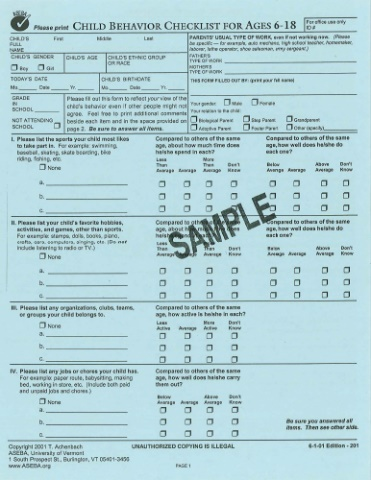 ASEBA
Please print CHILD BEHAVIOR CHECKLIST FOR AGES 6-18
For office use only
ID #
CHILD'S FULL NAME First Middle Last
PARENTS' USUAL TYPE OF WORK, even if not working now. (Please
be specific — for example, auto mechanic, high school teacher, homemaker,
laborer, lathe operator, shoe salesman, army sergeant.)
CHILD'S GENDER
Boy Girl
CHILD'S AGE
CHILD'S ETHNIC GROUP
OR RACE
FATHER'S
TYPE OF WORK
MOTHER'S
TYPE OF WORK
TODAY'S DATE
Mo. Date Yr.
CHILD'S BIRTHDATE
Mo. Date Yr.
THIS FORM FILLED OUT BY: (print your full name)
GRADE
IN
SCHOOL
NOT ATTENDING
SCHOOL
Please fill out this form to reflect your view of the
child's behavior even if other people might not
agree. Feel free to print additional comments
beside each item and in the space provided on
page 2. Be sure to answer all items.
Your gender: Male Female
Your relation to the child:
Biological Parent Step Parent Grandparent
Adoptive Parent Foster Parent Other (specify)
I. Please list the sports your child most likes
to take part in. For example: swimming,
baseball, skating, skate boarding, bike
riding, fishing, etc.
None
a.
b.
c.
Compared to others of the same
age, about how much time does
he/she spend in each?
Less Than Average
Average
More Than Average
Don't Know
Compared to others of the same
age, how well does he/she do
each one?
Below Average
Average
Above Average
Don't Know
II. Please list your child's favorite hobbies,
activities, and games, other than sports.
For example: stamps, dolls, books, piano,
crafts, cars, computers, singing, etc. (Do not
include listening to radio or TV.)
None
a.
b.
c.
Compared to others of the same
age, about how much time does
he/she spend in each?
Less Than Average
Average
More Than Average
Don't Know
Compared to others of the same
age, how well does he/she do
each one?
Below Average
Average
Above Average
Don't Know
SAMPLE
III. Please list any organizations, clubs, teams,
or groups your child belongs to.
None
a.
b.
c.
Compared to others of the same
age, how active is he/she in each?
Less Active
Average
More Active
Don't Know
IV. Please list any jobs or chores your child has.
For example: paper route, babysitting, making
bed, working in store, etc. (Include both paid
and unpaid jobs and chores.)
None
a.
b.
c.
Compared to others of the same
age, how well does he/she carry
them out?
Below Average
Average
Above Average
Don't Know
Be sure you answered all
items. Then see other side.
Copyright 2001 T. Achenbach
ASEBA, University of Vermont
1 South Prospect St., Burlington, VT 05401-3456
www.ASEBA.org
UNAUTHORIZED COPYING IS ILLEGAL
PAGE 1
6-1-01 Edition - 201